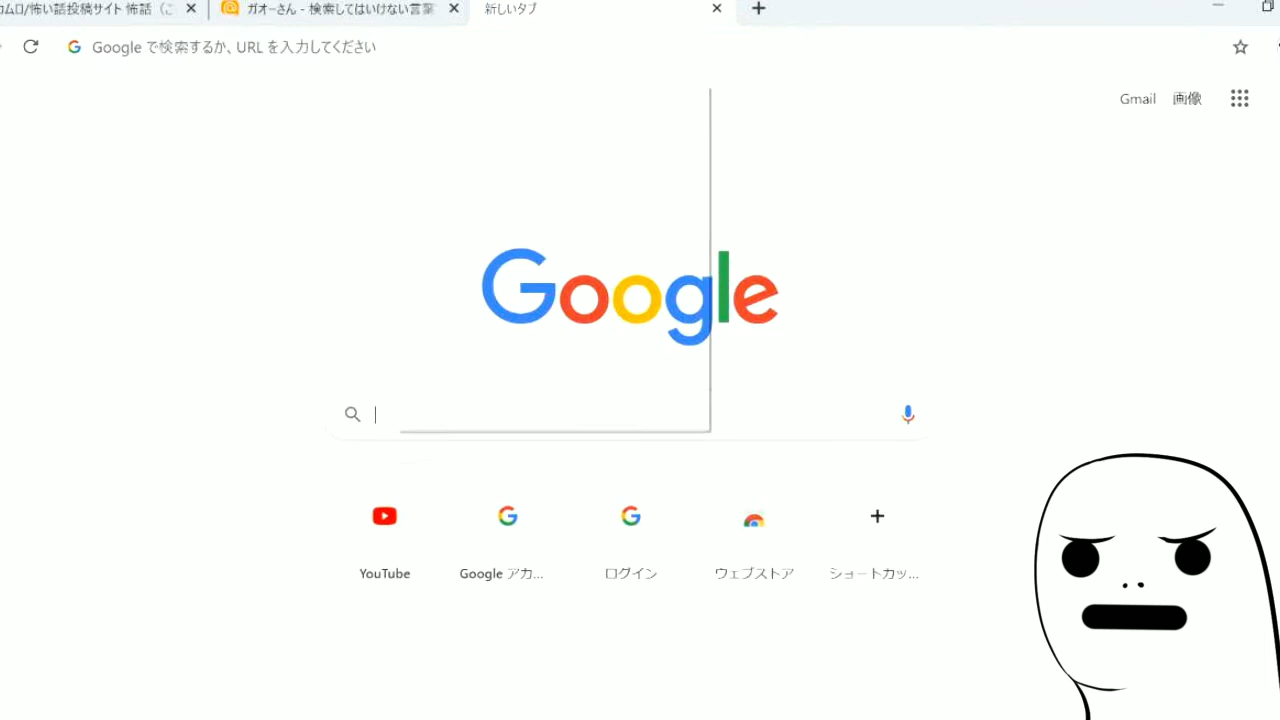 カムロ/怖い話投稿サイト 怖話(こ
ガオーさん - 検索してはいけない言葉
新しいタブ
Google で検索するか、URL を入力してください
Gmail 画像
Google
YouTube
Google アカ...
ログイン
ウェブストア
ショートカッ...